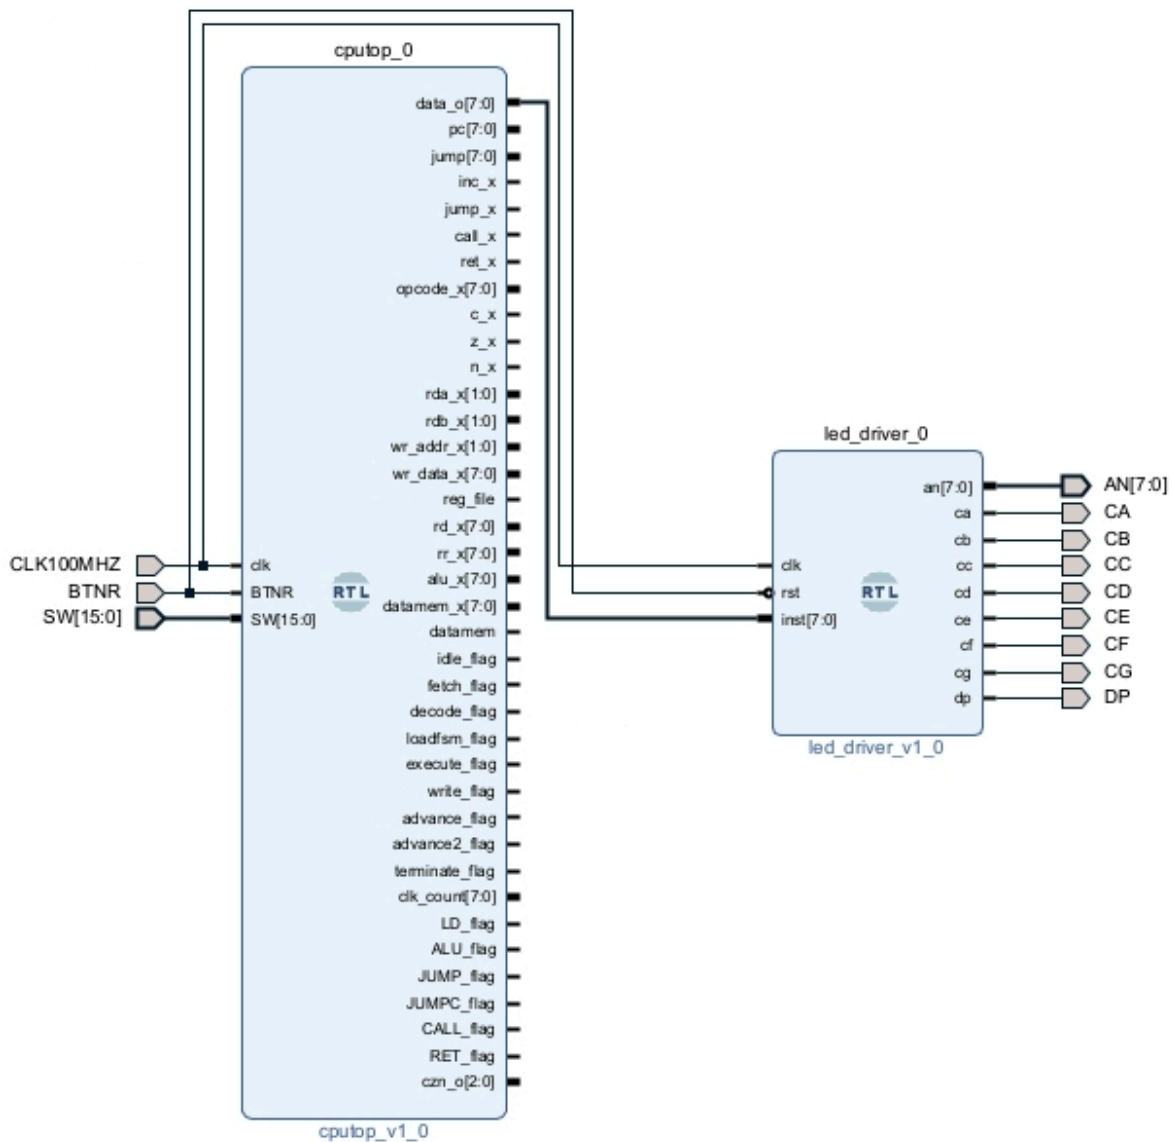 cputop_0
data_o[7:0]
pc[7:0]
jump[7:0]
inc_x
jump_x
call_x
ret_x
opcode_x[7:0]
c_x
z_x
n_x
rda_x[1:0]
rdb_x[1:0]
wr_addr_x[1:0]
wr_data_x[7:0]
reg_file
rd_x[7:0]
rr_x[7:0]
alu_x[7:0]
datamem_x[7:0]
datamem
idle_flag
fetch_flag
decode_flag
loadfsm_flag
execute_flag
write_flag
advance_flag
advance2_flag
terminate_flag
clk_count[7:0]
LD_flag
ALU_flag
JUMP_flag
JUMPC_flag
CALL_flag
RET_flag
czn_o[2:0]
CLK100MHZ
BTNR
SW[15:0]
clk
BTNR
SW[15:0]
RTL
cputop_v1_0
led_driver_0
clk
rst
inst[7:0]
RTL
an[7:0]
ca
cb
cc
cd
ce
cf
cg
dp
AN[7:0]
CA
CB
CC
CD
CE
CF
CG
DP
led_driver_v1_0